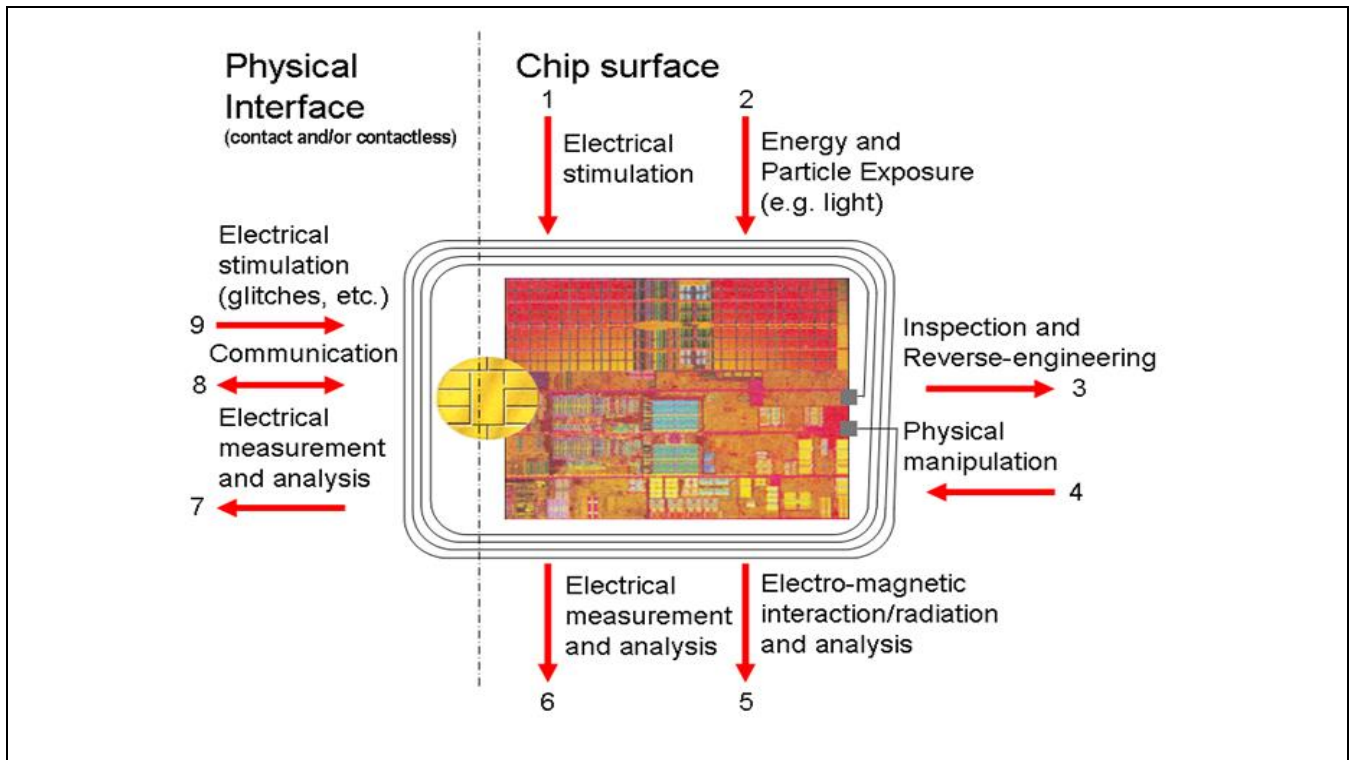 Physical
Interface
(contact and/or contactless)
Chip surface
1
Electrical
stimulation
2
Energy and
Particle Exposure
(e.g. light)
Electrical
stimulation
(glitches, etc.)
9
Communication
8
Electrical
measurement
and analysis
7
Inspection and
Reverse-engineering
3
Physical
manipulation
4
Electrical
measurement
and analysis
6
Electro-magnetic
interaction/radiation
and analysis
5